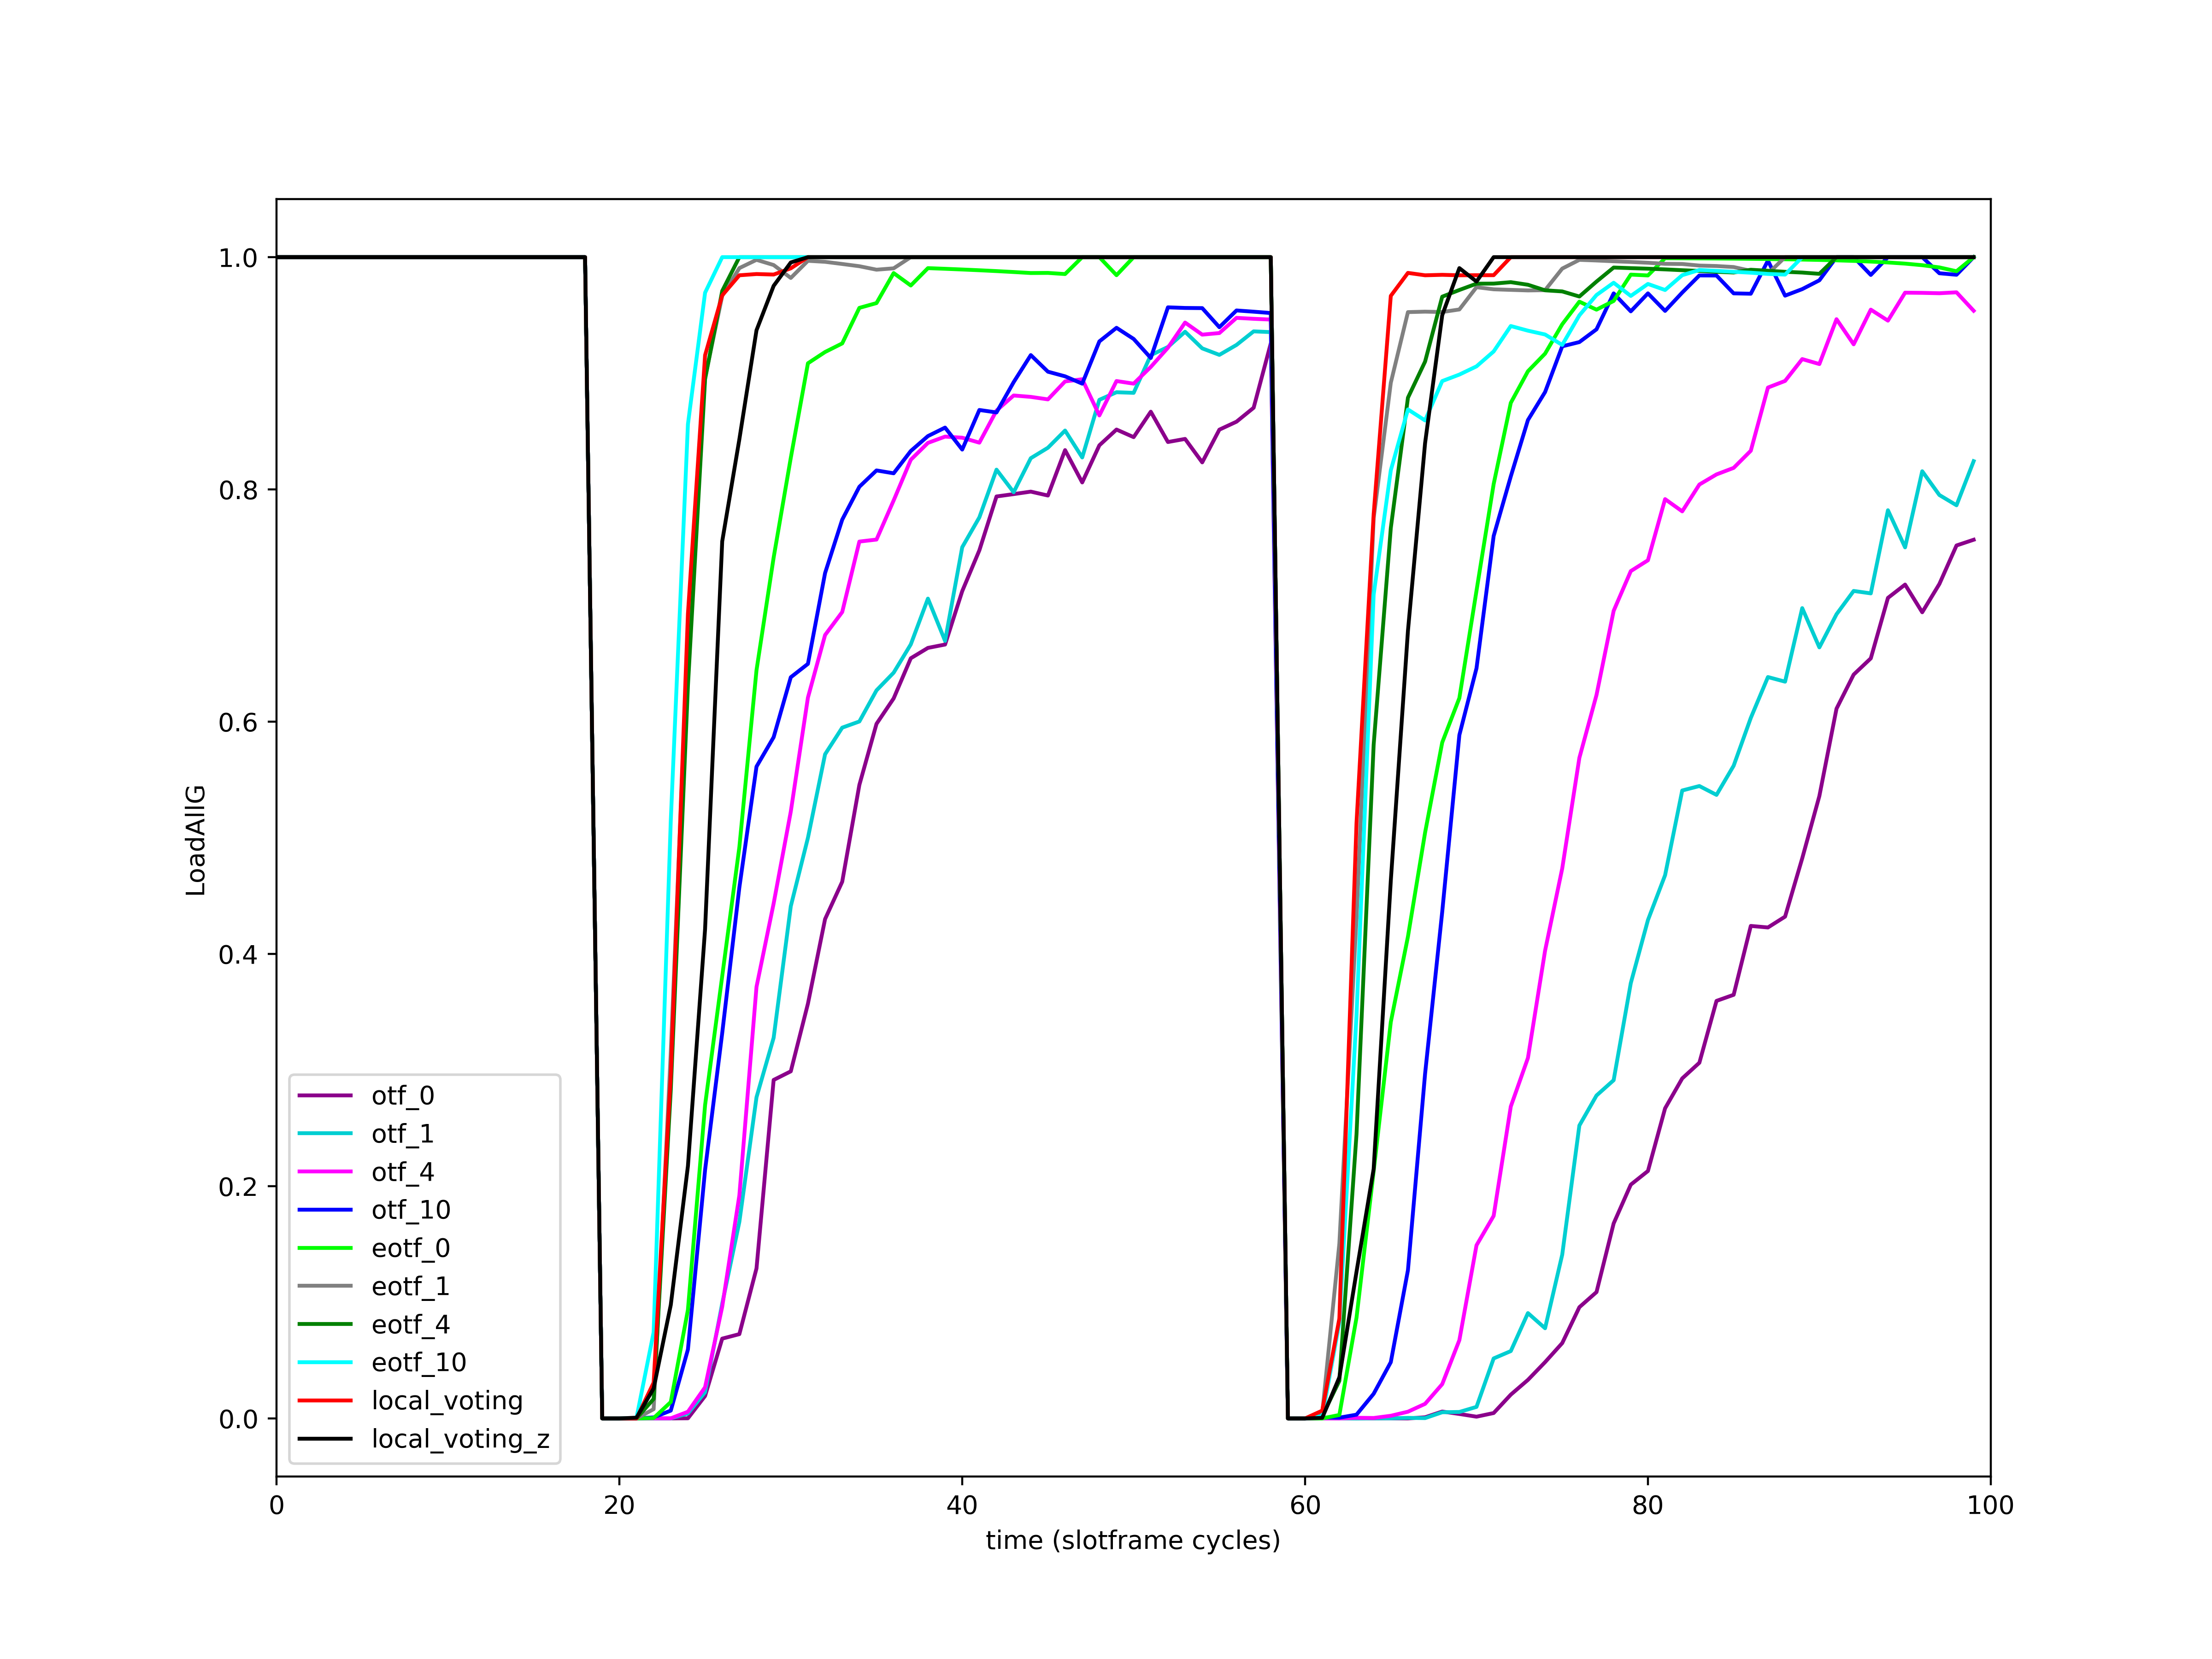 1.0
0.8
0.6
0.4
0.2
0.0
LoadAllG
otf_0
otf_1
otf_4
otf_10
eotf_0
eotf_1
eotf_4
eotf_10
local_voting
local_voting_z
0 20 40 60 80 100
time (slotframe cycles)